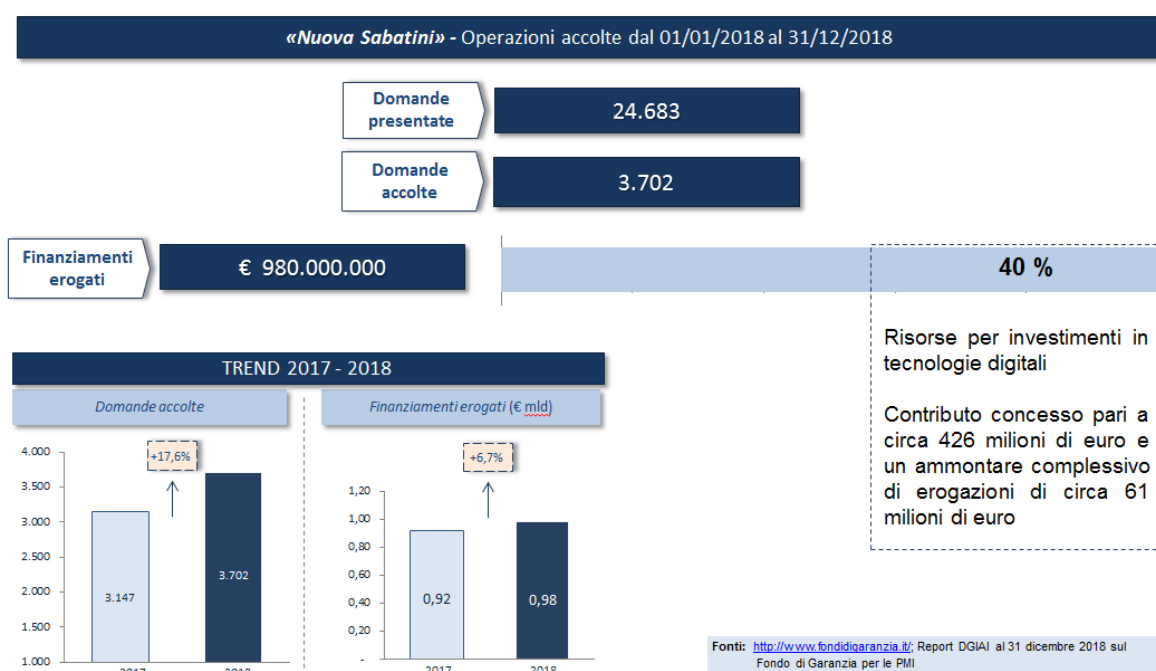 «Nuova Sabatini» - Operazioni accolte dal 01/01/2018 al 31/12/2018
Domande
presentate
24.683
Domande
accolte
3.702
Finanziamenti
erogati
€ 980.000.000
40 %
Risorse per investimenti in
tecnologie digitali
Contributo concesso pari a
circa 426 milioni di euro e
un ammontare complessivo
di erogazioni di circa 61
milioni di euro
TREND 2017 - 2018
Domande accolte
+17,6%
4.000
3.500
3.000
2.500
2.000
1.500
1.000
3.147
3.702
2017
2018
Finanziamenti erogati (€ mld)
+6,7%
1,20
1,00
0,80
0,60
0,40
0,20
-
0,92
0,98
2017
2018
Fonti: http://www.fondidigaranzia.it/; Report DGIAI al 31 dicembre 2018 sul
Fondo di Garanzia per le PMI